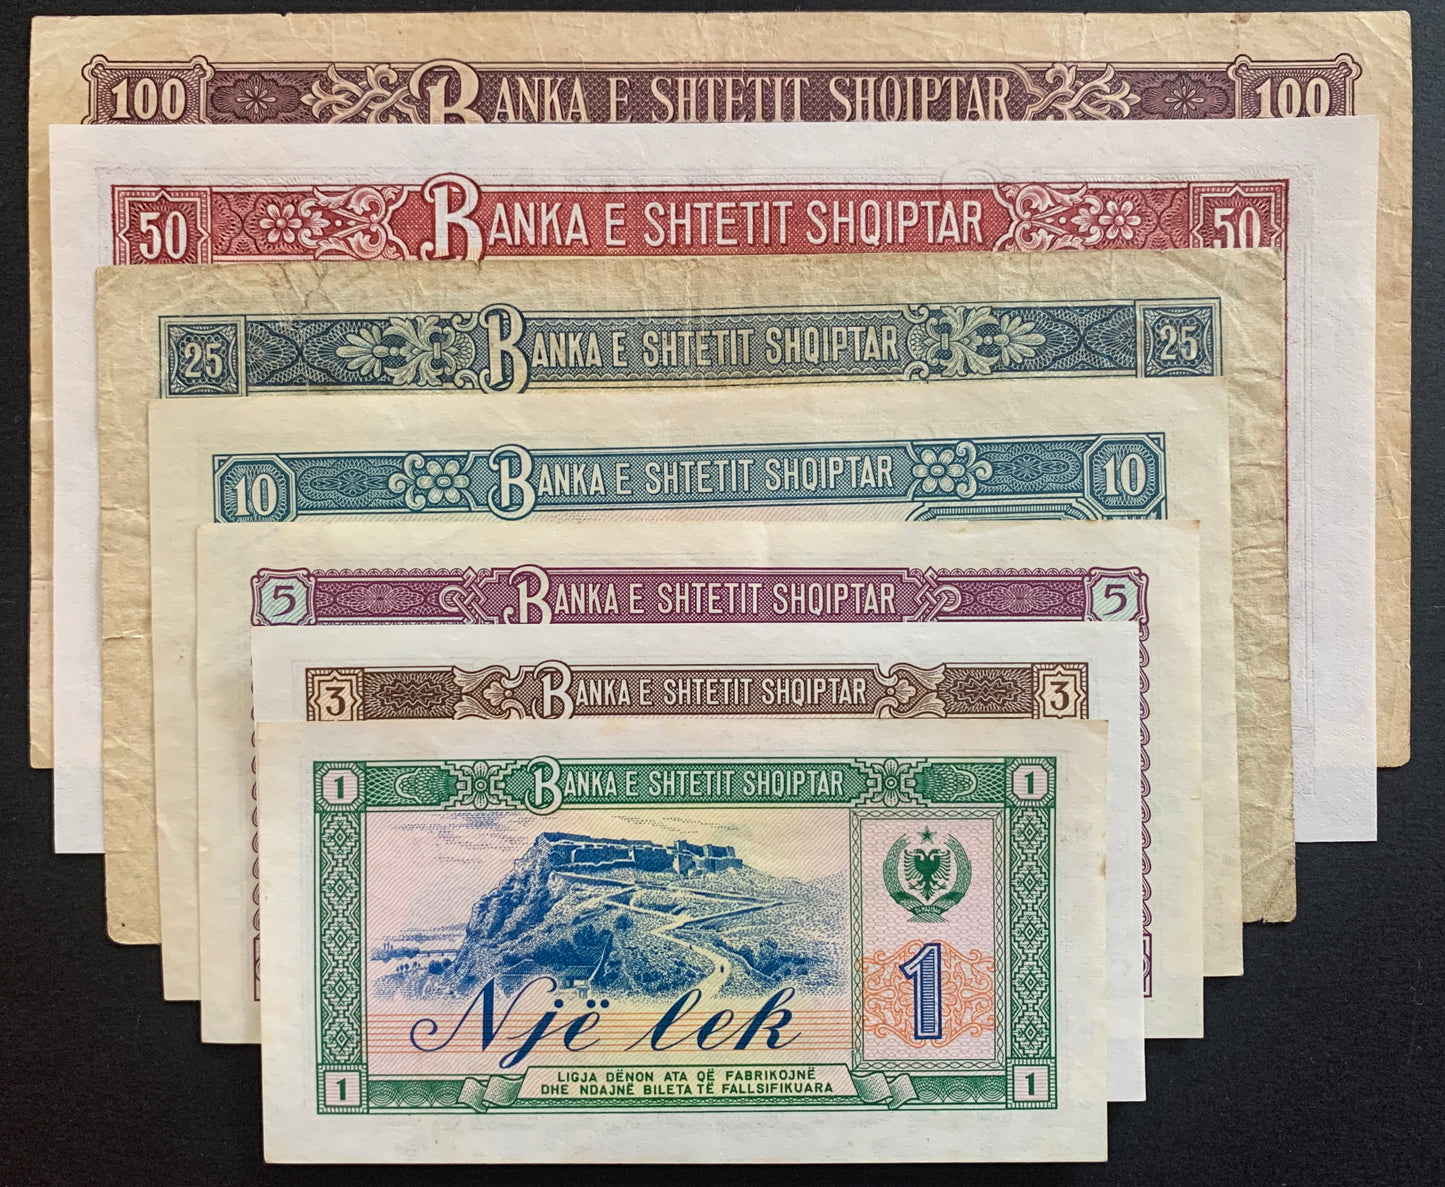 100 BANKA E SHTETIT SHQIPTAR 100
50 BANKA E SHTETIT SHQIPTAR 50
25 BANKA E SHTETIT SHQIPTAR 25
10 BANKA E SHTETIT SHQIPTAR 10
5 BANKA E SHTETIT SHQIPTAR 5
3 BANKA E SHTETIT SHQIPTAR 3
1 BANKA E SHTETIT SHQIPTAR 1
1
Një lek
LIGJA DËNON ATA QË FABRIKOJNË
DHE NDAJNË BILETA TË FALLSIFIKUARA
1 1